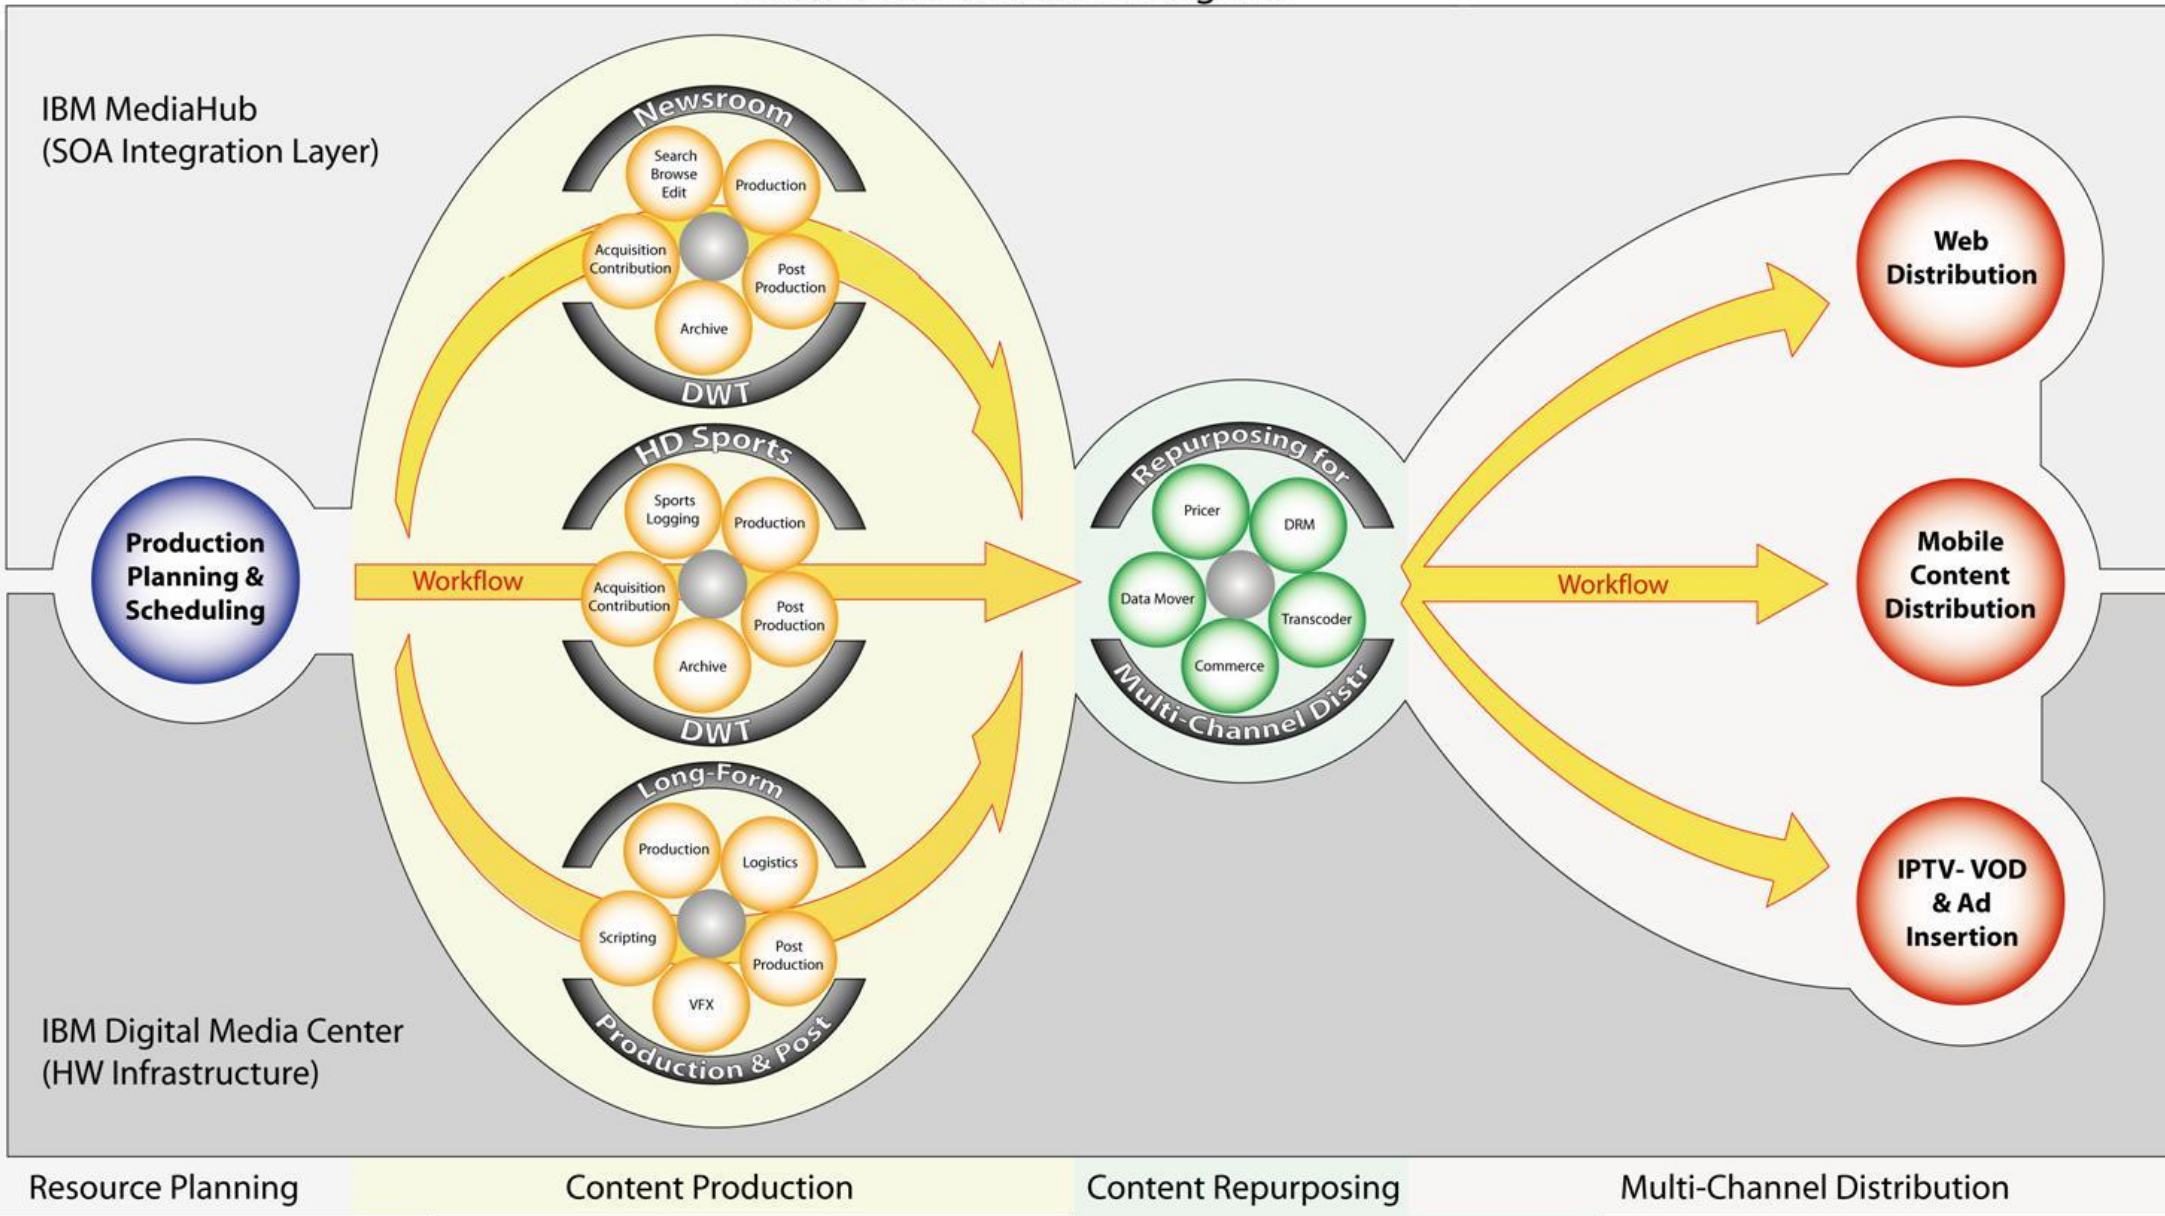 IBM MediaHub
(SOA Integration Layer)
Newsroom
Search
Browse
Edit
Production
Acquisition
Contribution
Post
Production
Archive
DWT
HD Sports
Sports
Logging
Production
Acquisition
Contribution
Post
Production
Archive
DWT
Long-Form
Production
Logistics
Scripting
Post
Production
VFX
Production & Post
Production
Planning &
Scheduling
Workflow
Repurposing for
Pricer
DRM
Data Mover
Transcoder
Commerce
Multi-Channel Distr
Workflow
Web
Distribution
Mobile
Content
Distribution
IPTV- VOD
& Ad
Insertion
IBM Digital Media Center
(HW Infrastructure)
Resource Planning
Content Production
Content Repurposing
Multi-Channel Distribution